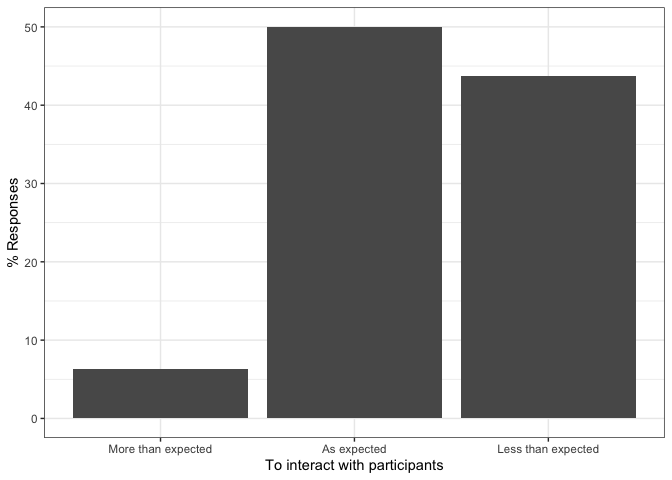 % Responses
50
40
30
20
10
0
More than expected
As expected
Less than expected
To interact with participants